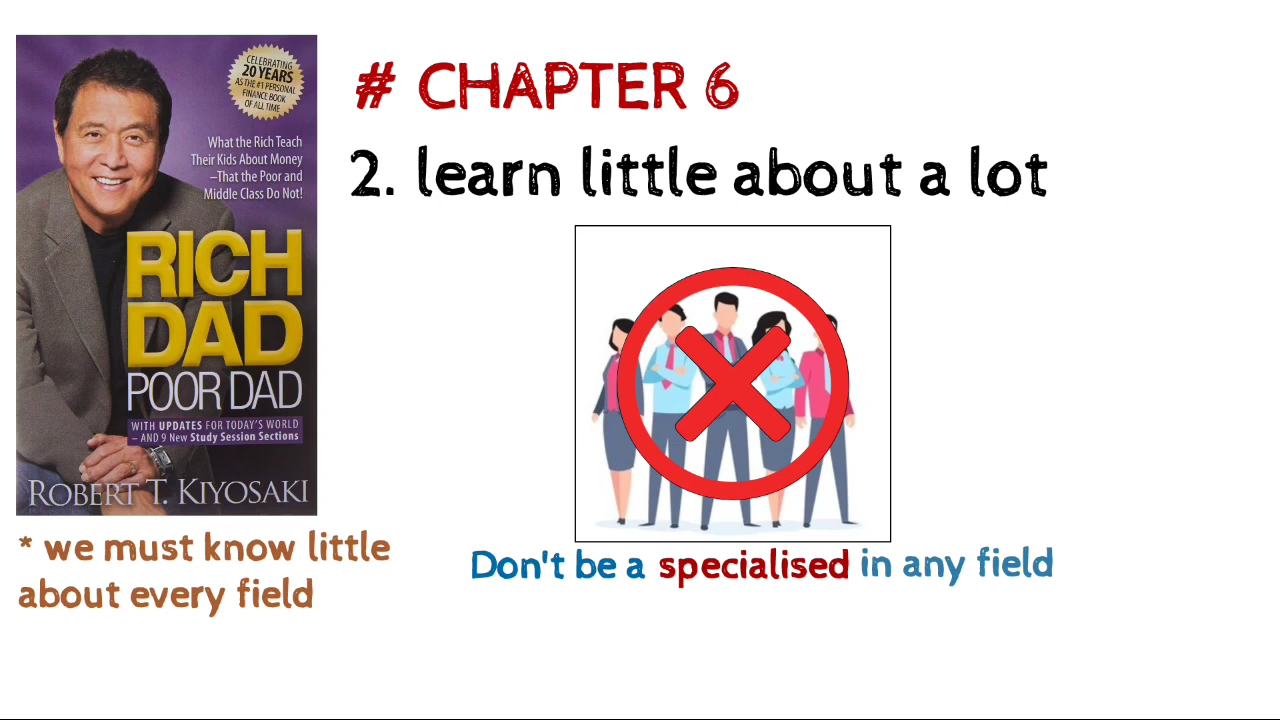 # CHAPTER 6
2. learn little about a lot
CELEBRATING
20 YEARS
AS THE #1 PERSONAL
FINANCE BOOK
OF ALL TIME
What the Rich Teach
Their Kids About Money
–That the Poor and
Middle Class Do Not!
RICH
DAD
POOR DAD
WITH UPDATES FOR TODAY'S WORLD
– AND 9 New Study Session Sections
ROBERT T. KIYOSAKI
* we must know little
about every field
Don't be a specialised in any field